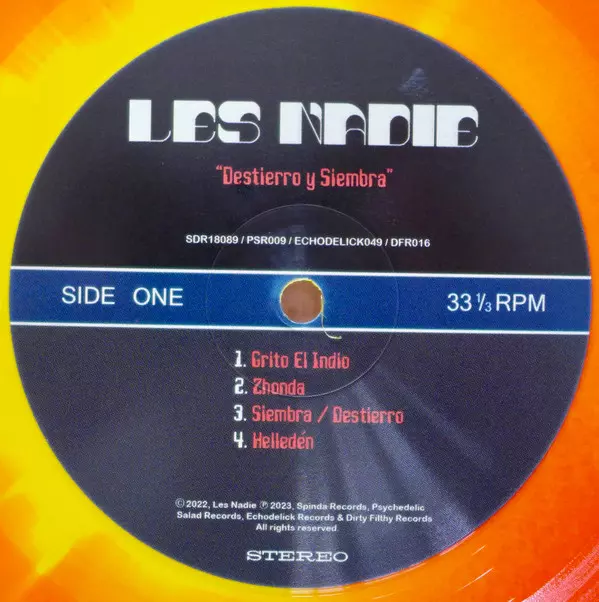 LES NADIE
"Destierro y Siembra"
SDR18089 / PSR009 / ECHODELICK049 / DFR016
SIDE ONE
33 1/3 RPM
1. Grito El Indio
2. Zhonda
3. Siembra / Destierro
4. Helledén
© 2022, Les Nadie ℗ 2023, Spinda Records, Psychedelic
Salad Records, Echodelick Records & Dirty Filthy Records
All rights reserved.
STEREO